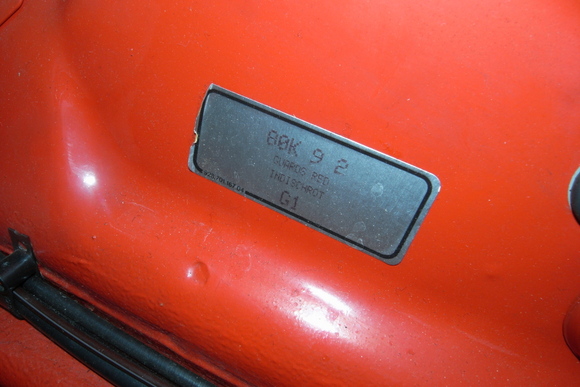 80K 9 2
GUARDS RED
INDISCHROT
G1